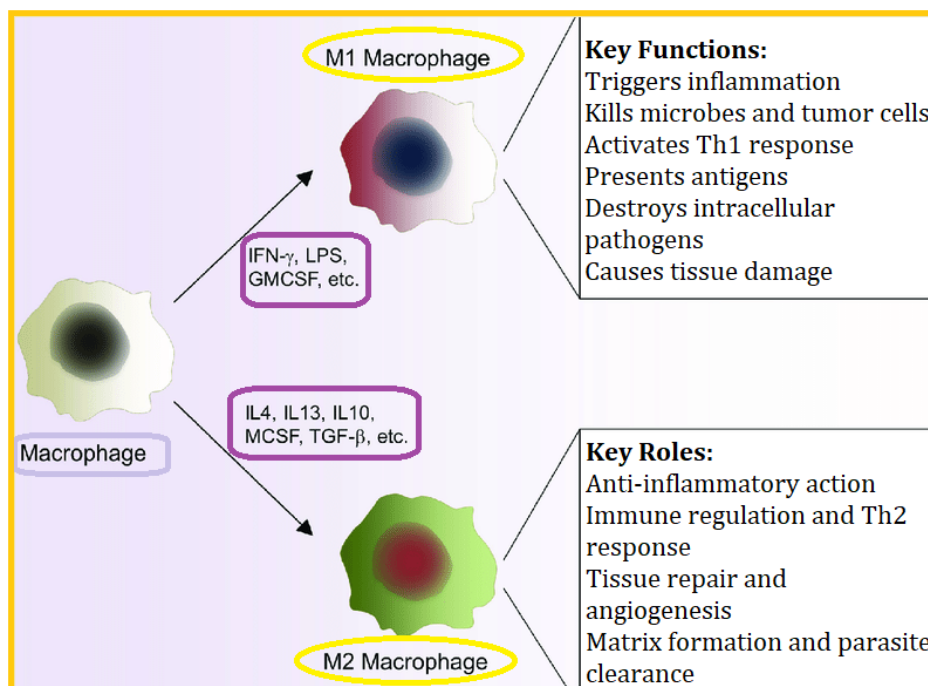 M1 Macrophage
Key Functions:
Triggers inflammation
Kills microbes and tumor cells
Activates Th1 response
Presents antigens
Destroys intracellular
pathogens
Causes tissue damage
IFN-γ, LPS,
GMCSF, etc.
Macrophage
IL4, IL13, IL10,
MCSF, TGF-β, etc.
M2 Macrophage
Key Roles:
Anti-inflammatory action
Immune regulation and Th2
response
Tissue repair and
angiogenesis
Matrix formation and parasite
clearance